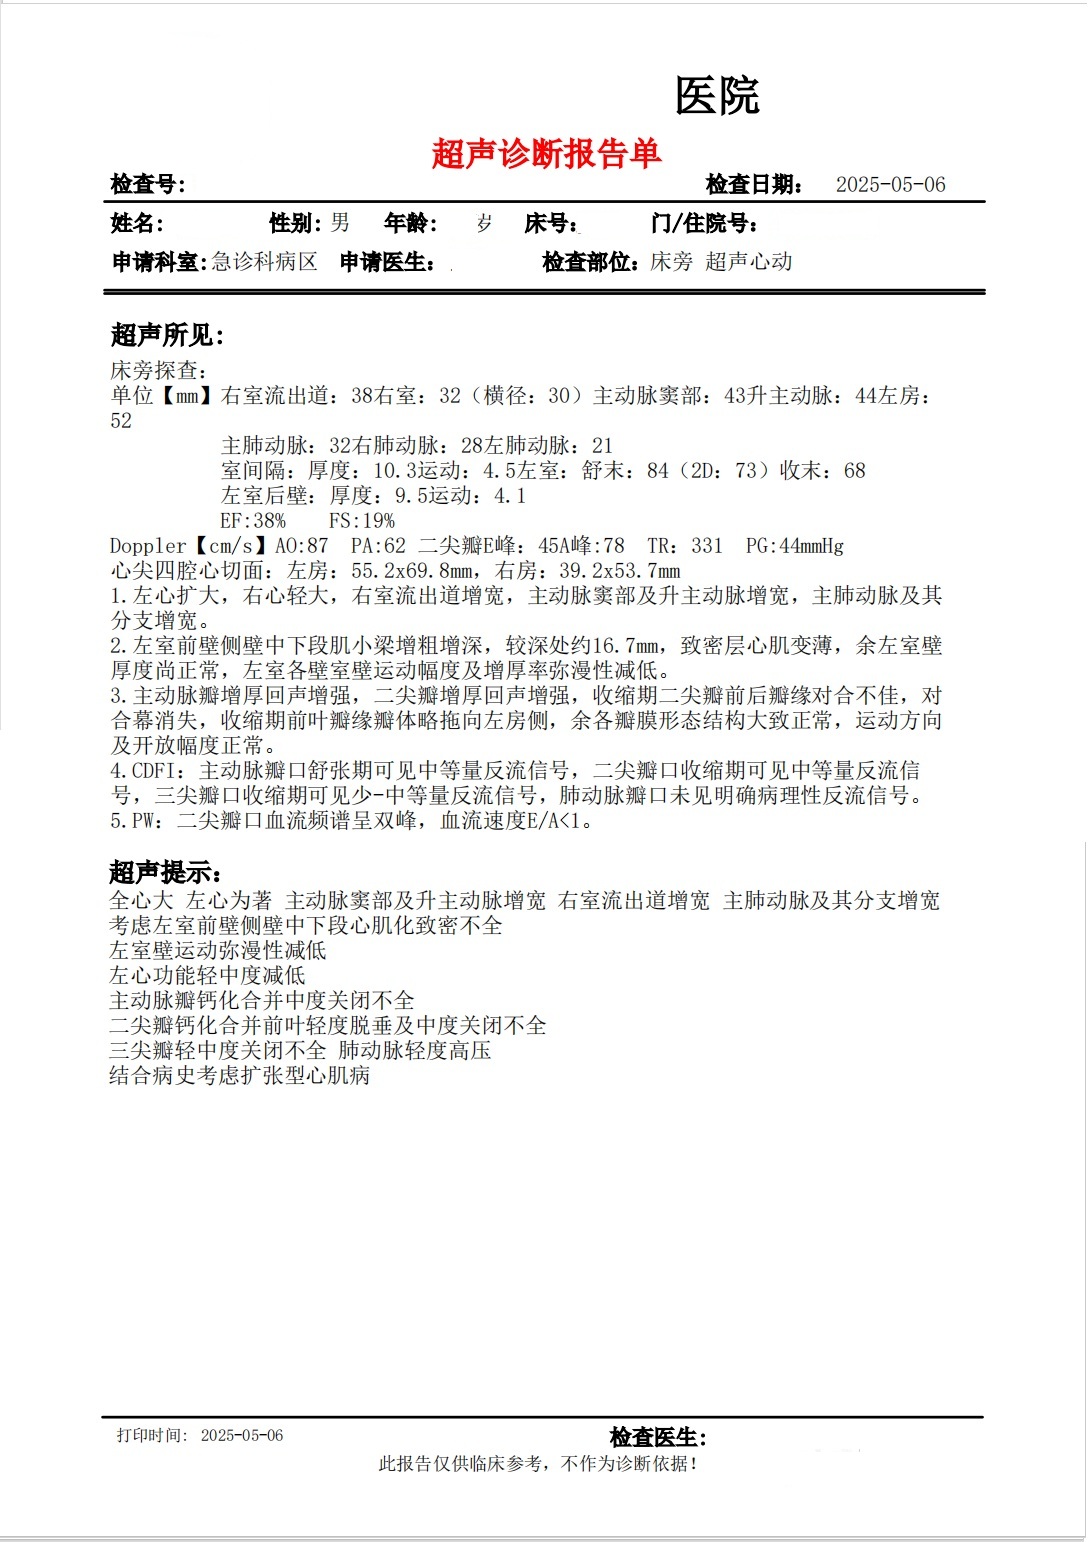 医院
超声诊断报告单
检查号: 检查日期: 2025-05-06
姓名: 性别: 男 年龄: 岁 床号: 门/住院号:
申请科室: 急诊科病区 申请医生: 检查部位: 床旁 超声心动
超声所见:
床旁探查:
单位【mm】右室流出道: 38右室: 32（横径: 30）主动脉窦部: 43升主动脉: 44左房:
52
主肺动脉: 32右肺动脉: 28左肺动脉: 21
室间隔: 厚度: 10.3运动: 4.5左室: 舒末: 84（2D: 73）收末: 68
左室后壁: 厚度: 9.5运动: 4.1
EF:38% FS:19%
Doppler【cm/s】AO:87 PA:62 二尖瓣E峰: 45A峰:78 TR: 331 PG:44mmHg
心尖四腔心切面: 左房: 55.2x69.8mm, 右房: 39.2x53.7mm
1.左心扩大, 右心轻大, 右室流出道增宽, 主动脉窦部及升主动脉增宽, 主肺动脉及其
分支增宽。
2.左室前壁侧壁中下段肌小梁增粗增深, 较深处约16.7mm, 致密层心肌变薄, 余左室壁
厚度尚正常, 左室各壁室壁运动幅度及增厚率弥漫性减低。
3.主动脉瓣增厚回声增强, 二尖瓣增厚回声增强, 收缩期二尖瓣前后瓣缘对合不佳, 对
合幕消失, 收缩期前叶瓣缘瓣体略拖向左房侧, 余各瓣膜形态结构大致正常, 运动方向
及开放幅度正常。
4.CDFI: 主动脉瓣口舒张期可见中等量反流信号, 二尖瓣口收缩期可见中等量反流信
号, 三尖瓣口收缩期可见少-中等量反流信号, 肺动脉瓣口未见明确病理性反流信号。
5.PW: 二尖瓣口血流频谱呈双峰, 血流速度E/A<1。
超声提示:
全心大 左心为著 主动脉窦部及升主动脉增宽 右室流出道增宽 主肺动脉及其分支增宽
考虑左室前壁侧壁中下段心肌化致密不全
左室壁运动弥漫性减低
左心功能轻中度减低
主动脉瓣钙化合并中度关闭不全
二尖瓣钙化合并前叶轻度脱垂及中度关闭不全
三尖瓣轻中度关闭不全 肺动脉轻度高压
结合病史考虑扩张型心肌病
打印时间: 2025-05-06 检查医生:
此报告仅供临床参考, 不作为诊断依据!